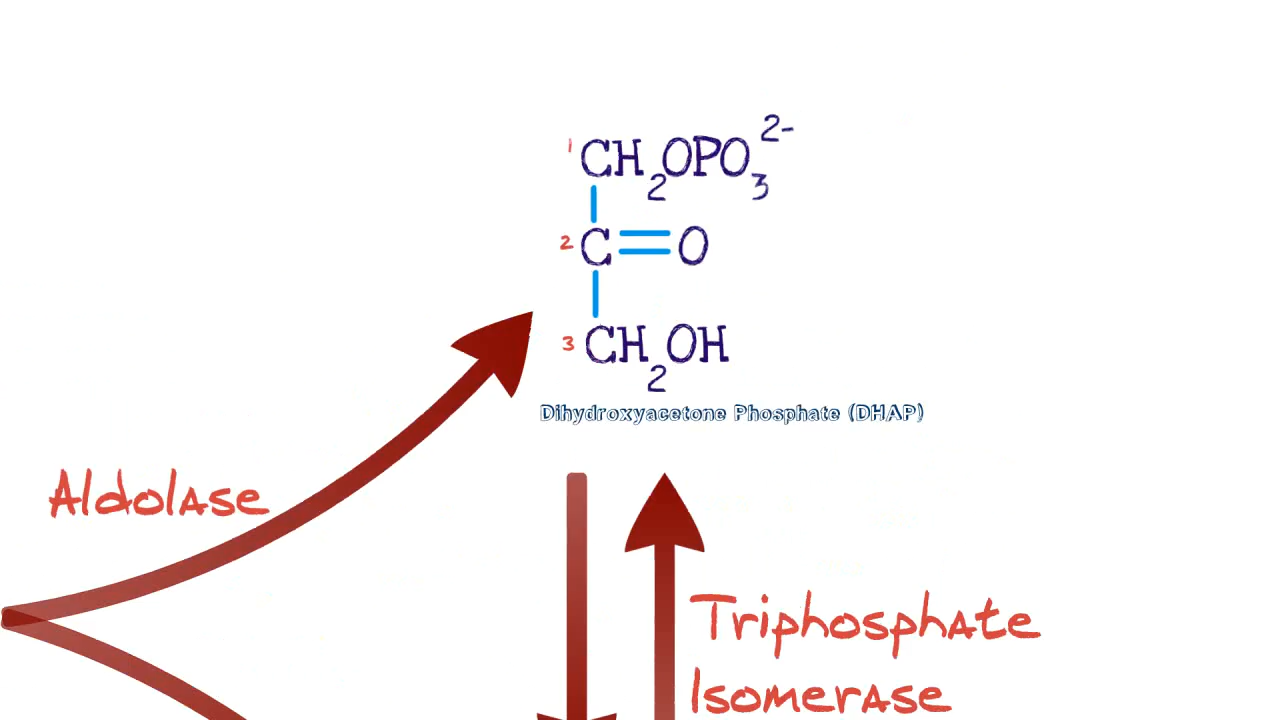 1 CH2OPO3 2-
2 C=O
3 CH2OH
Dihydroxyacetone Phosphate (DHAP)
Aldolase
Triphosphate
Isomerase